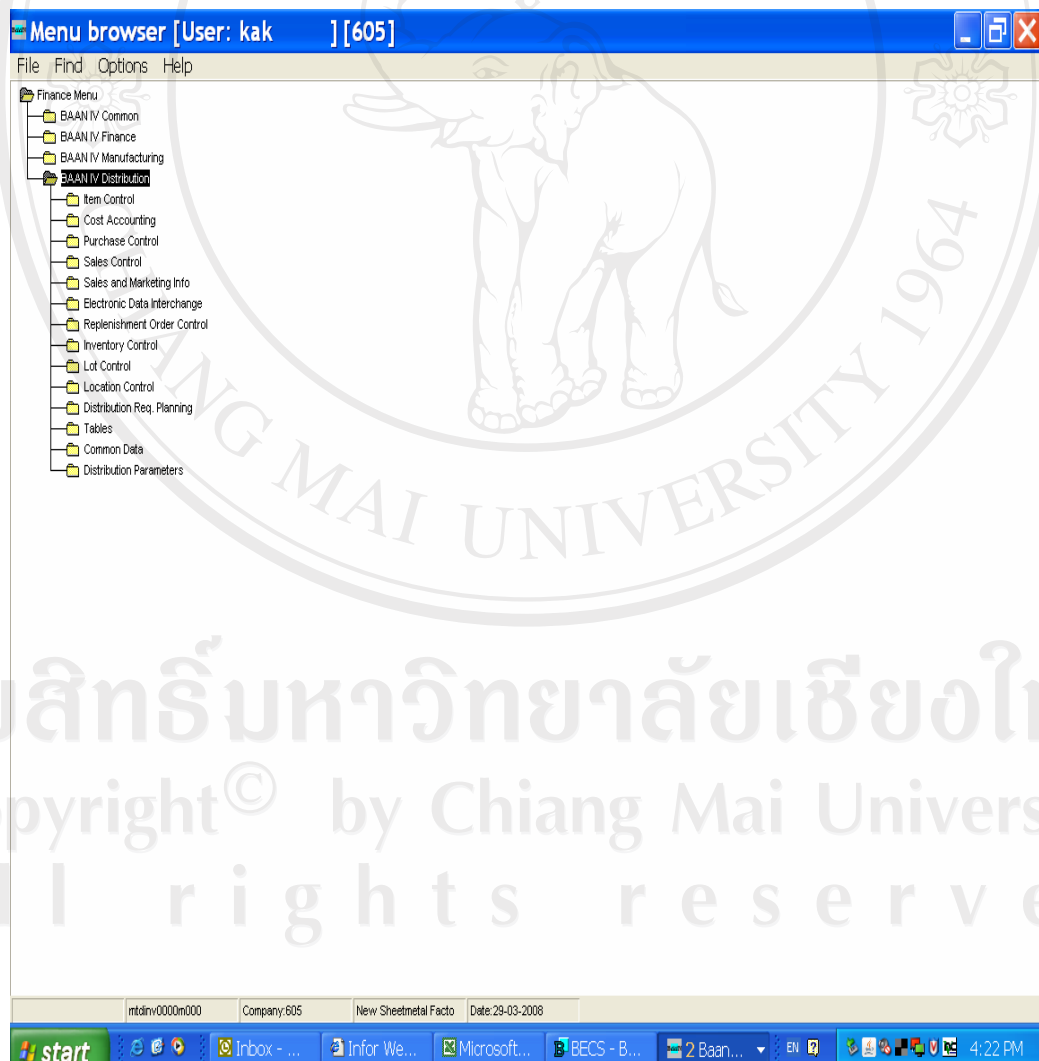 Menu browser [User: kak ] [605]
File Find Options Help
Finance Menu
BAAN IV Common
BAAN IV Finance
BAAN IV Manufacturing
BAAN IV Distribution
Item Control
Cost Accounting
Purchase Control
Sales Control
Sales and Marketing Info
Electronic Data Interchange
Replenishment Order Control
Inventory Control
Lot Control
Location Control
Distribution Req. Planning
Tables
Common Data
Distribution Parameters
CHIANG MAI UNIVERSITY 1964
สิทธิ์มหาวิทยาลัยเชียงให
opyright© by Chiang Mai Univers
l l r i g h t s r e s e r v e
mtdinv0000m000 Company:605 New Sheetmetal Facto Date:29-03-2008
start Inbox - ... Infor We... Microsoft... BECS - B... 2 Baan... EN 4:22 PM